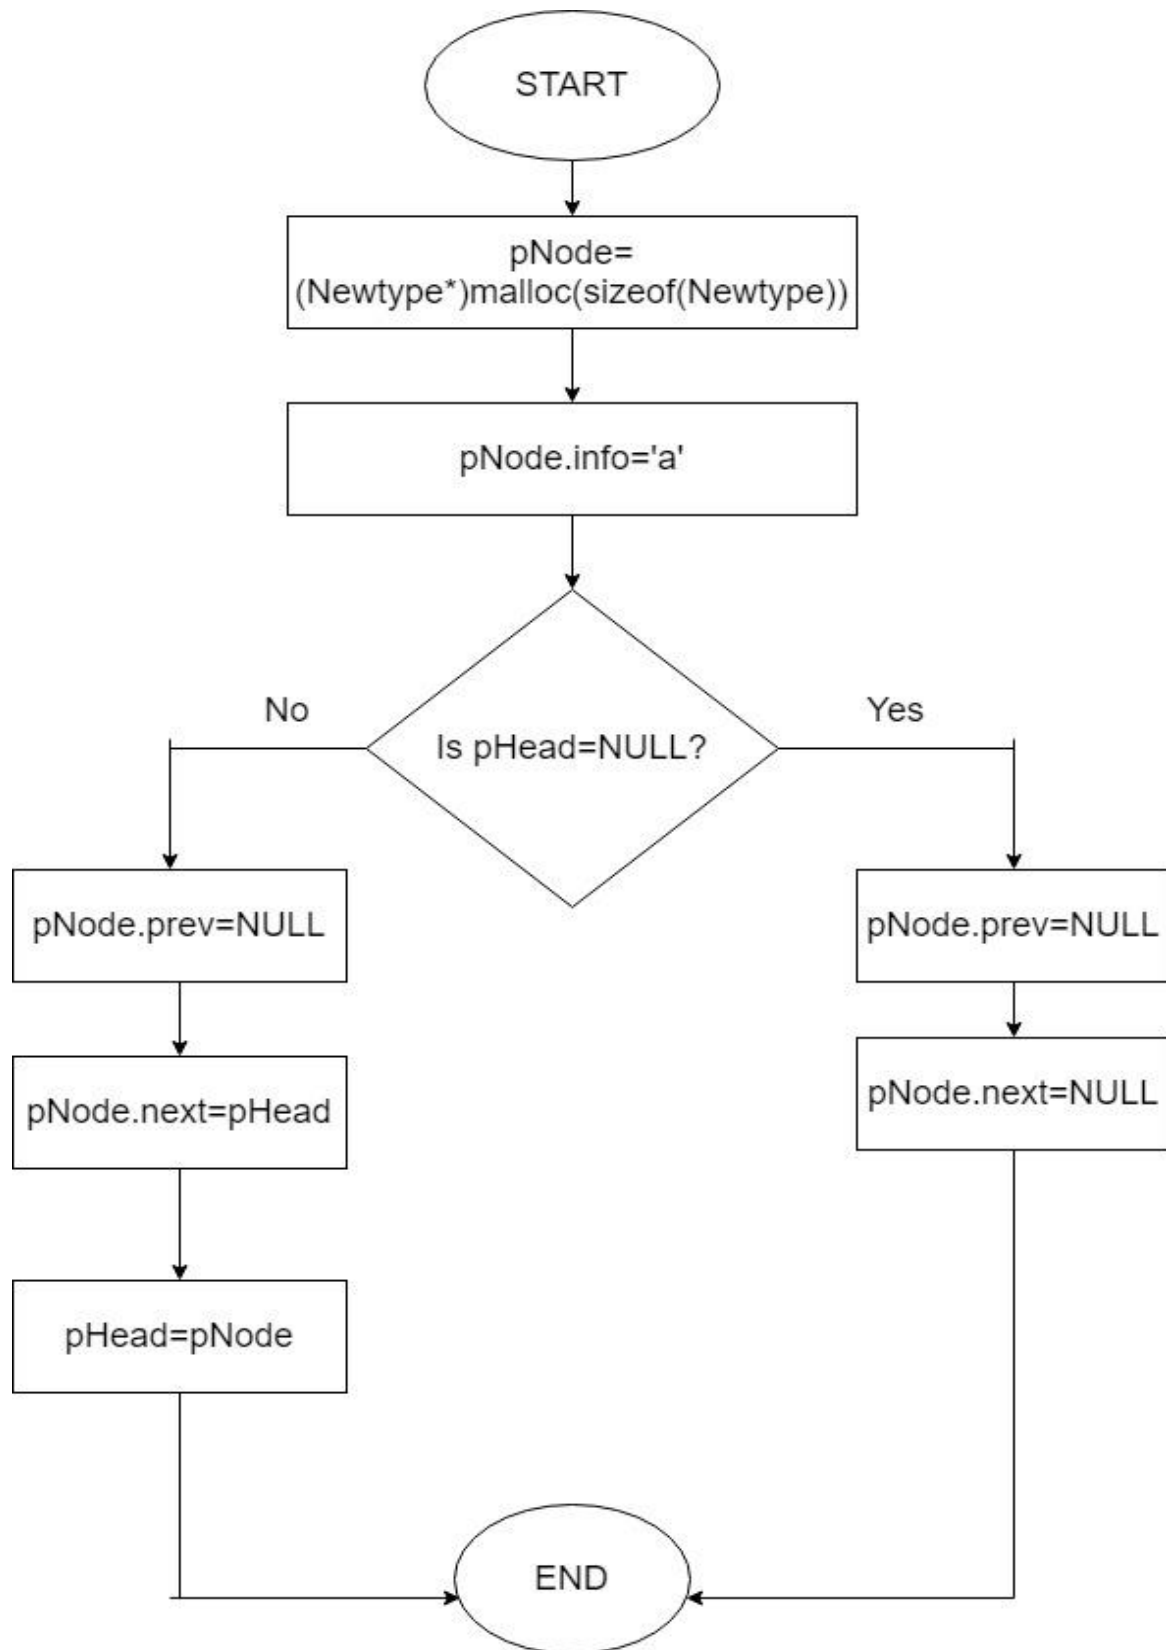 START
pNode=
(Newtype*)malloc(sizeof(Newtype))
pNode.info='a'
Is pHead=NULL?
No
Yes
pNode.prev=NULL
pNode.next=pHead
pHead=pNode
pNode.prev=NULL
pNode.next=NULL
END